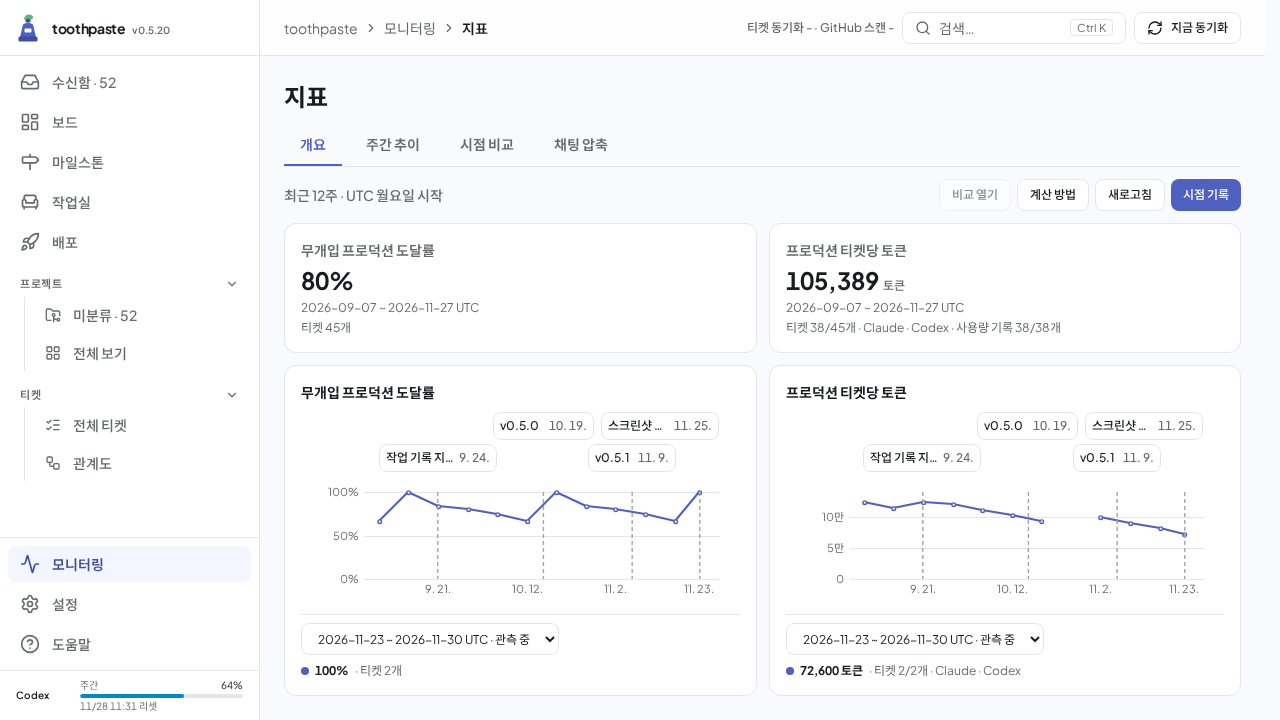 toothpaste v0.5.20
수신함 · 52
보드
마일스톤
작업실
배포
프로젝트
미분류 · 52
전체 보기
티켓
전체 티켓
관계도
모니터링
설정
도움말
Codex
주간 64%
11/28 11:31 리셋
toothpaste > 모니터링 > 지표
티켓 동기화 - · GitHub 스캔 -
검색... Ctrl K
지금 동기화
지표
개요 주간 추이 시점 비교 채팅 압축
최근 12주 · UTC 월요일 시작
비교 열기 계산 방법 새로고침 시점 기록
무개입 프로덕션 도달률
80%
2026-09-07 ~ 2026-11-27 UTC
티켓 45개
프로덕션 티켓당 토큰
105,389 토큰
2026-09-07 ~ 2026-11-27 UTC
티켓 38/45개 · Claude · Codex · 사용량 기록 38/38개
무개입 프로덕션 도달률
v0.5.0 10. 19. 스크린샷 ... 11. 25.
작업 기록 지... 9. 24. v0.5.1 11. 9.
100%
50%
0%
9. 21. 10. 12. 11. 2. 11. 23.
2026-11-23 ~ 2026-11-30 UTC · 관측 중
100% · 티켓 2개
프로덕션 티켓당 토큰
v0.5.0 10. 19. 스크린샷 ... 11. 25.
작업 기록 지... 9. 24. v0.5.1 11. 9.
10만
5만
0
9. 21. 10. 12. 11. 2. 11. 23.
2026-11-23 ~ 2026-11-30 UTC · 관측 중
72,600 토큰 · 티켓 2/2개 · Claude · Codex